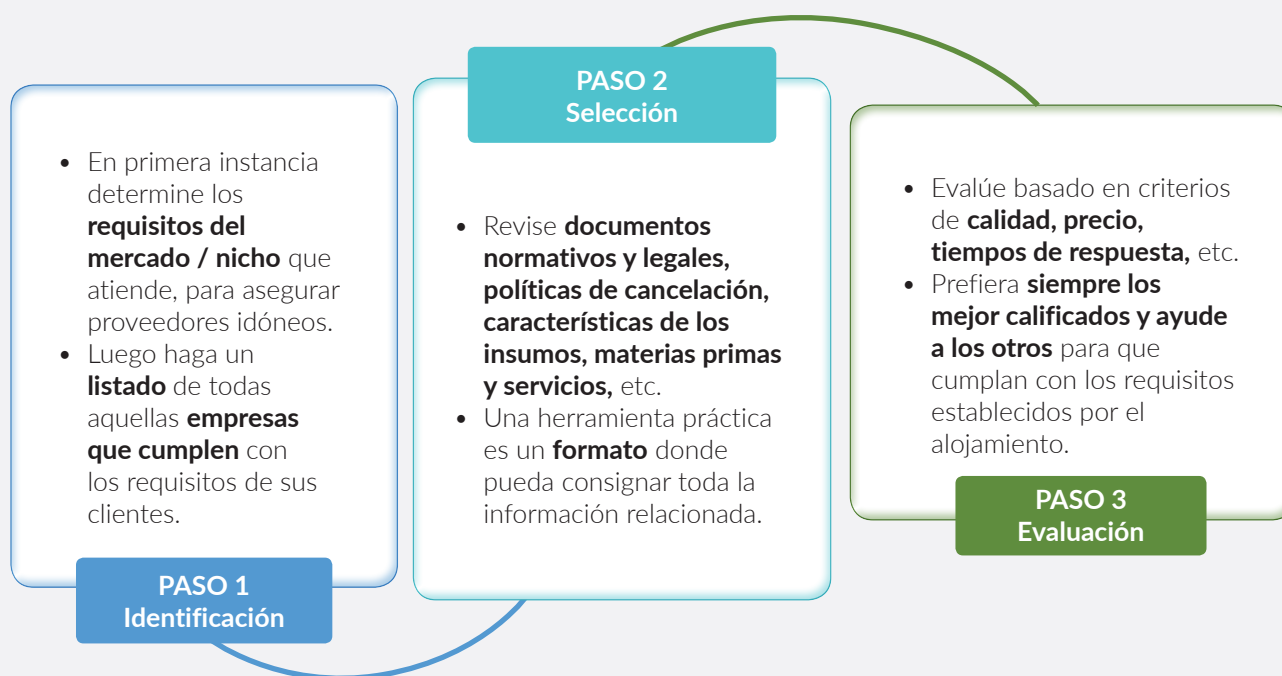 • En primera instancia
determine los
requisitos del
mercado / nicho que
atiende, para asegurar
proveedores idóneos.
• Luego haga un
listado de todas
aquellas empresas
que cumplen con
los requisitos de sus
clientes.
PASO 1
Identificación
PASO 2
Selección
• Revise documentos
normativos y legales,
políticas de cancelación,
características de los
insumos, materias primas
y servicios, etc.
• Una herramienta práctica
es un formato donde
pueda consignar toda la
información relacionada.
• Evalúe basado en criterios
de calidad, precio,
tiempos de respuesta, etc.
• Prefiera siempre los
mejor calificados y ayude
a los otros para que
cumplan con los requisitos
establecidos por el
alojamiento.
PASO 3
Evaluación